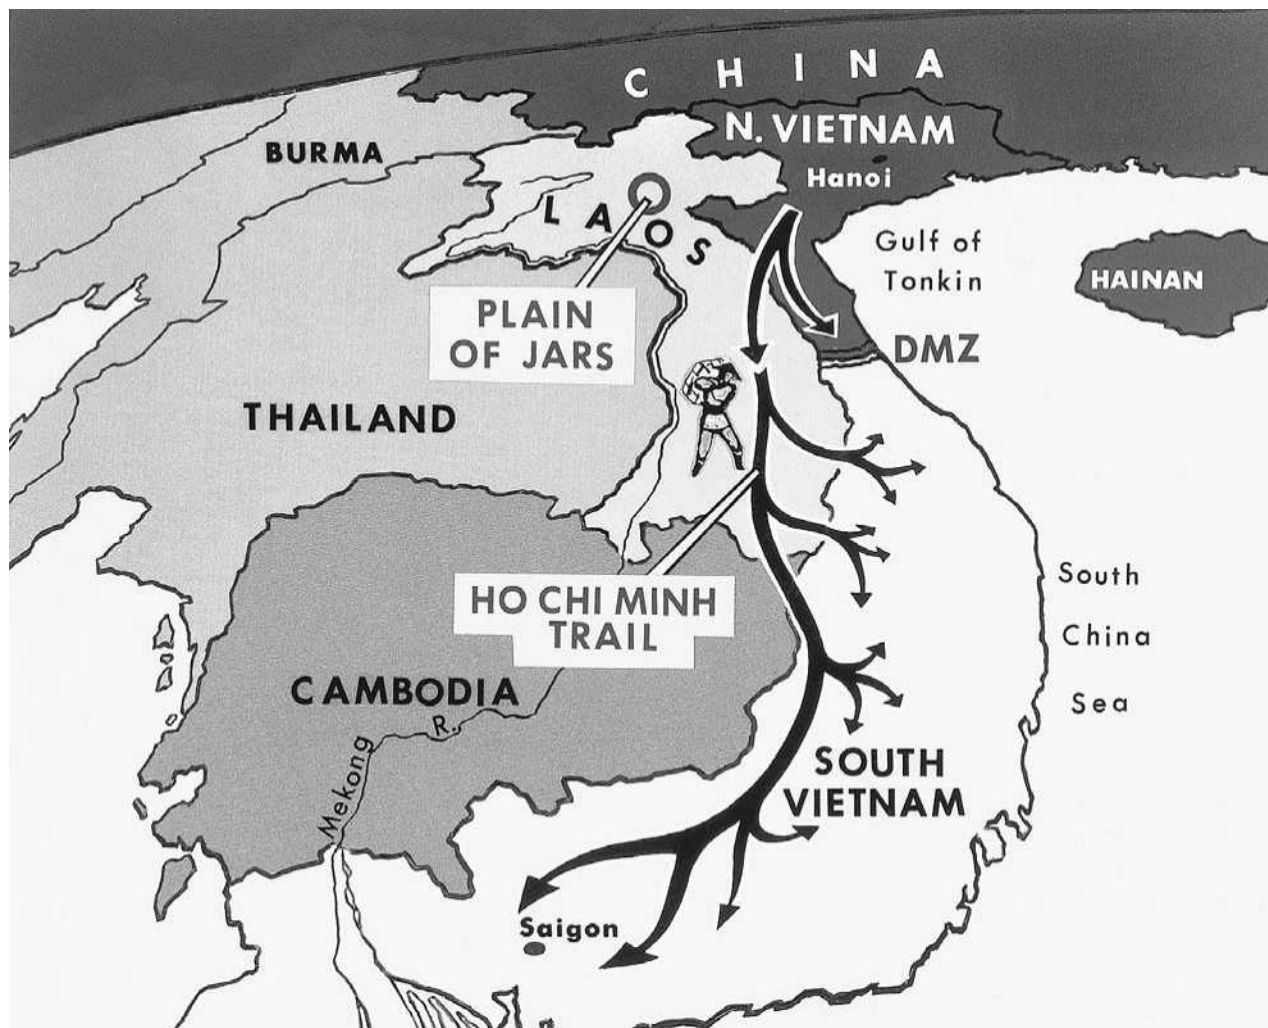 CHINA
N. VIETNAM
BURMA
Hanoi
LAOS
Gulf of
Tonkin
HAINAN
PLAIN
OF JARS
DMZ
THAILAND
HO CHI MINH
TRAIL
South
China
Sea
CAMBODIA
Mekong R.
SOUTH
VIETNAM
Saigon